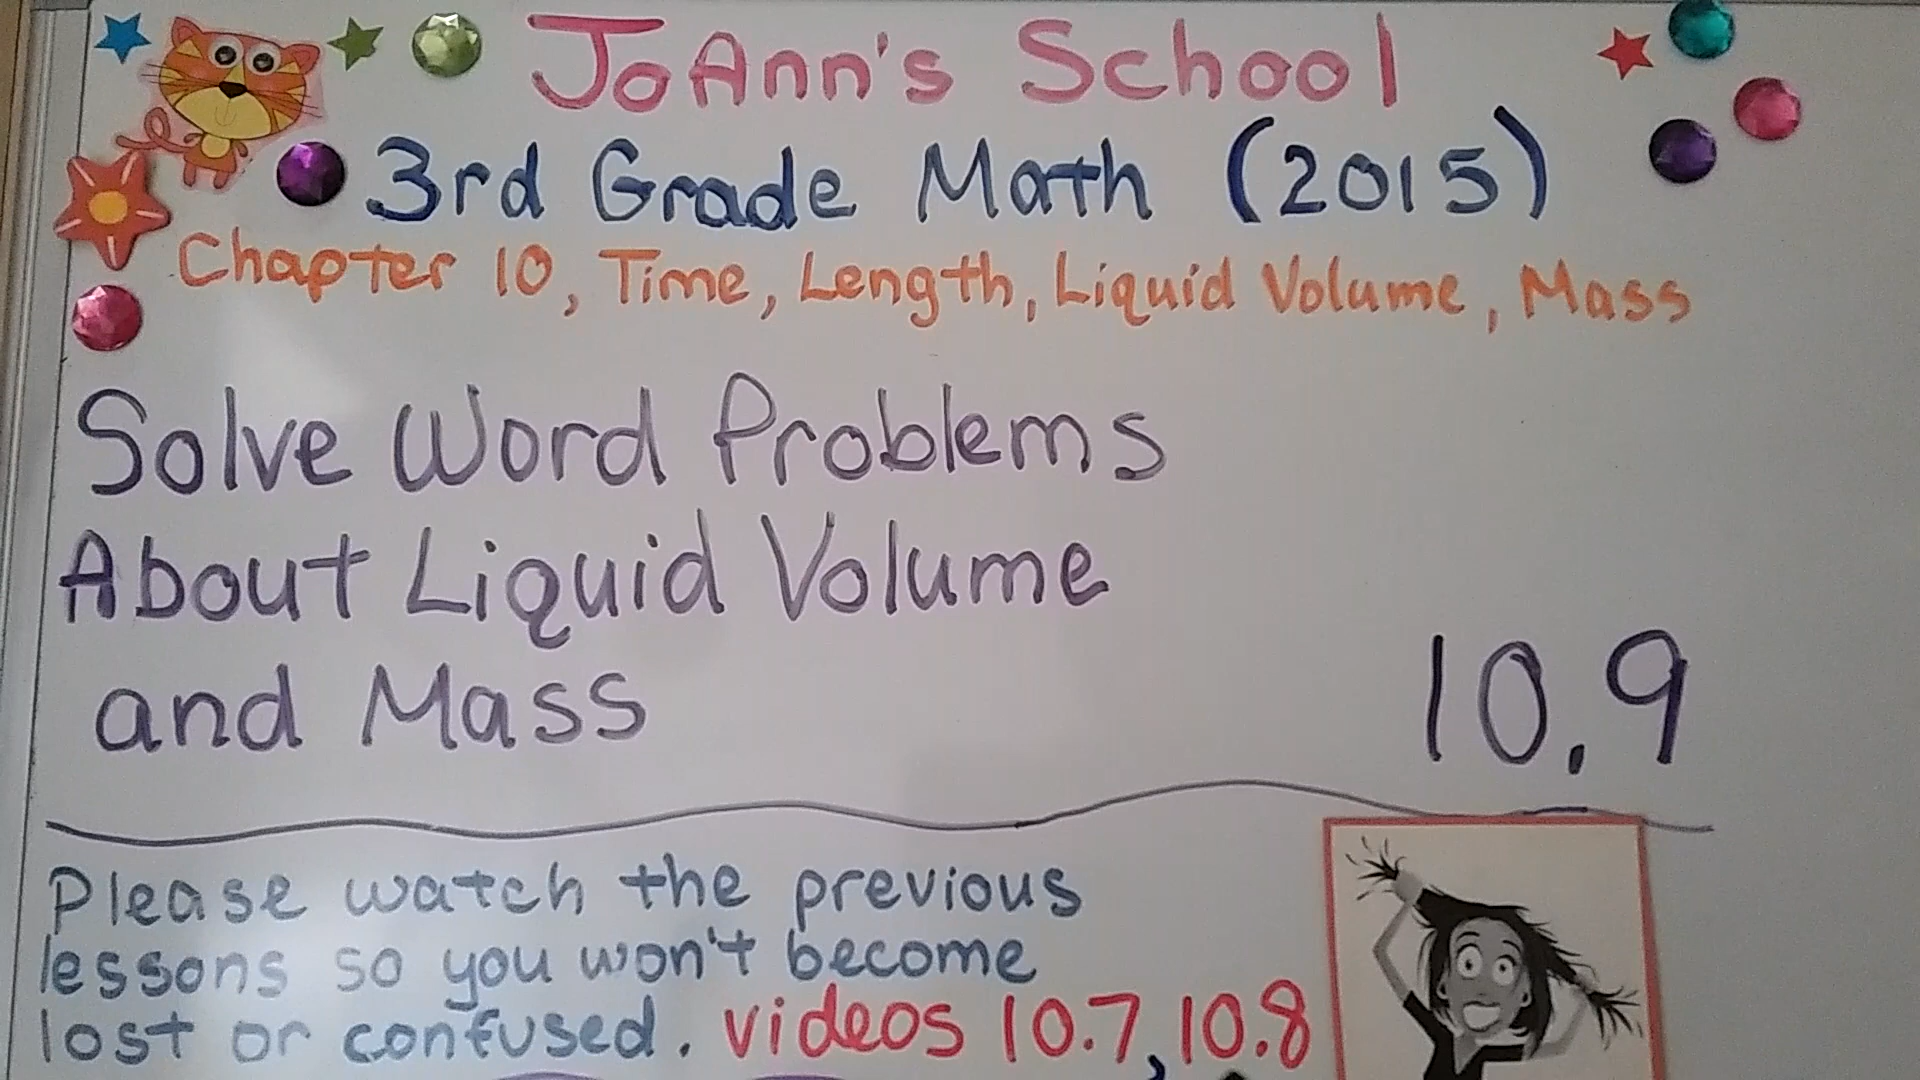 JoAnn's School
3rd Grade Math (2015)
Chapter 10, Time, Length, Liquid Volume, Mass
Solve Word Problems
About Liquid Volume
and Mass
10.9
Please watch the previous
lessons so you won't become
lost or confused. videos 10.7, 10.8